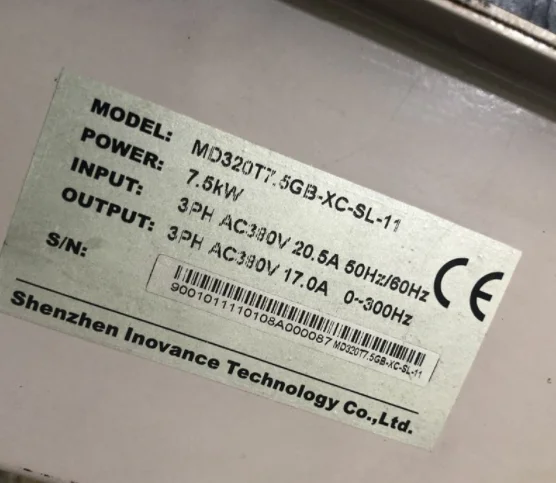 MODEL: MD320T7.5GB-XC-SL-11
POWER: 7.5kW
INPUT: 3PH AC380V 20.5A 50Hz/60Hz
OUTPUT: 3PH AC380V 17.0A 0~300Hz
S/N:
9001011110108A000087 MD320T7.5GB-XC-SL-11
CE
Shenzhen Inovance Technology Co.,Ltd.